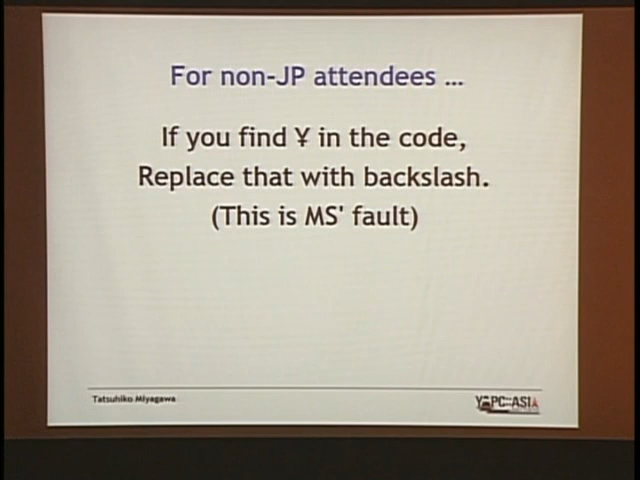 For non-JP attendees ...
If you find ¥ in the code,
Replace that with backslash.
(This is MS' fault)
Tatsuhiko Miyagawa
YAPC::ASIA